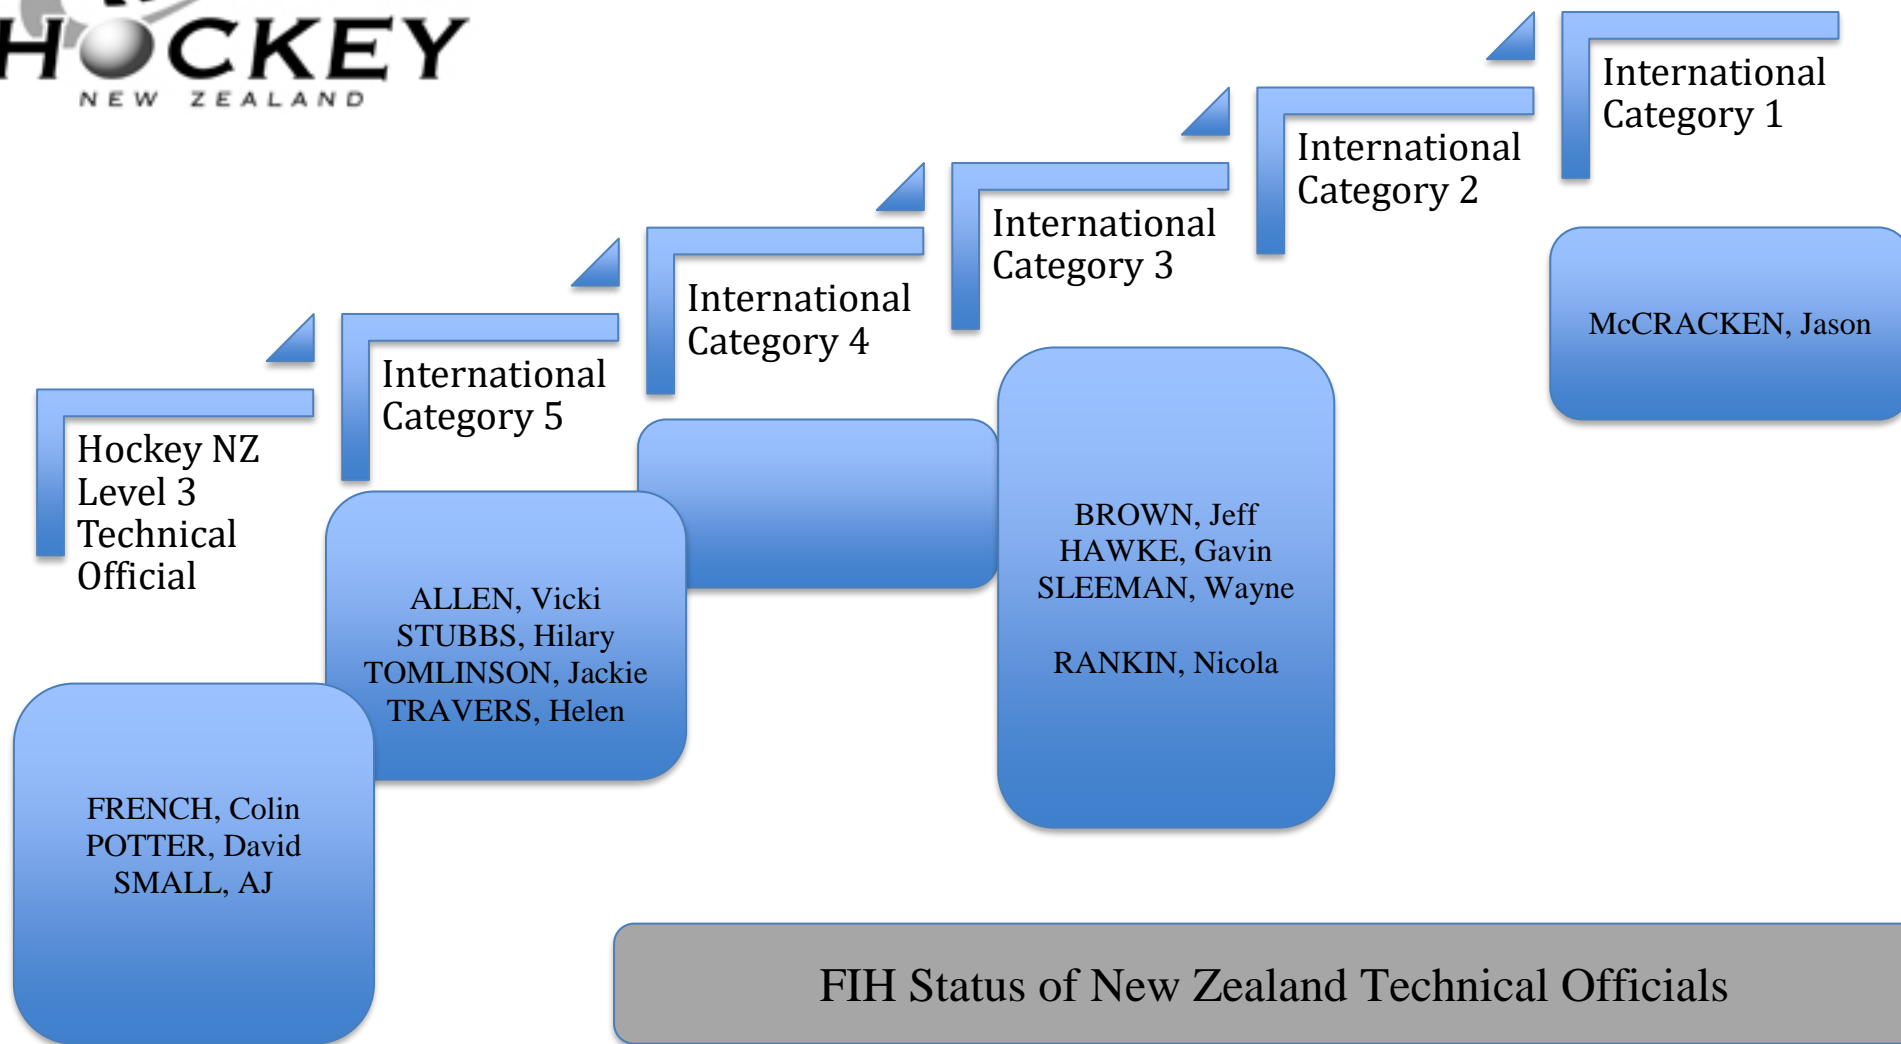 HOCKEY
NEW ZEALAND
Hockey NZ
Level 3
Technical
Official
FRENCH, Colin
POTTER, David
SMALL, AJ
International
Category 5
ALLEN, Vicki
STUBBS, Hilary
TOMLINSON, Jackie
TRAVERS, Helen
International
Category 4
International
Category 3
BROWN, Jeff
HAWKE, Gavin
SLEEMAN, Wayne
RANKIN, Nicola
International
Category 2
International
Category 1
McCRACKEN, Jason
FIH Status of New Zealand Technical Officials